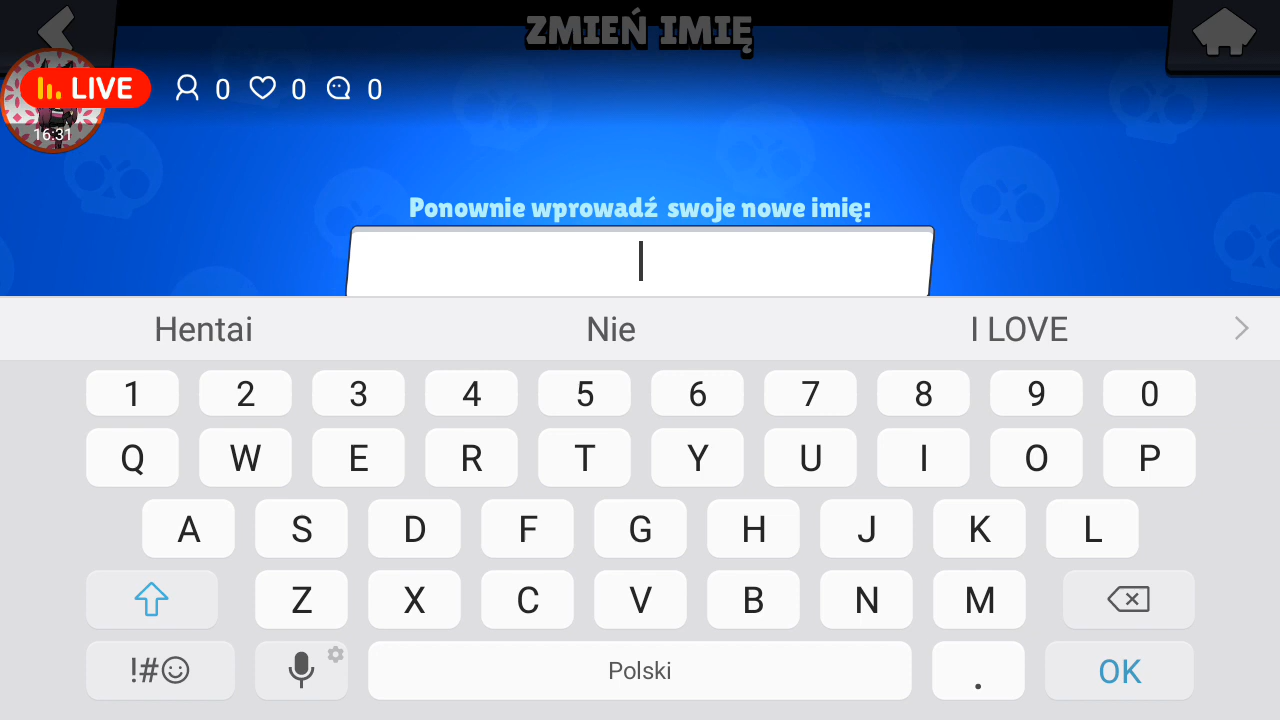 ZMIEŃ IMIĘ
LIVE 0 0 0
16:31
Ponownie wprowadź swoje nowe imię:
Hentai Nie I LOVE
1 2 3 4 5 6 7 8 9 0
Q W E R T Y U I O P
A S D F G H J K L
Z X C V B N M
!#☺ Polski . OK